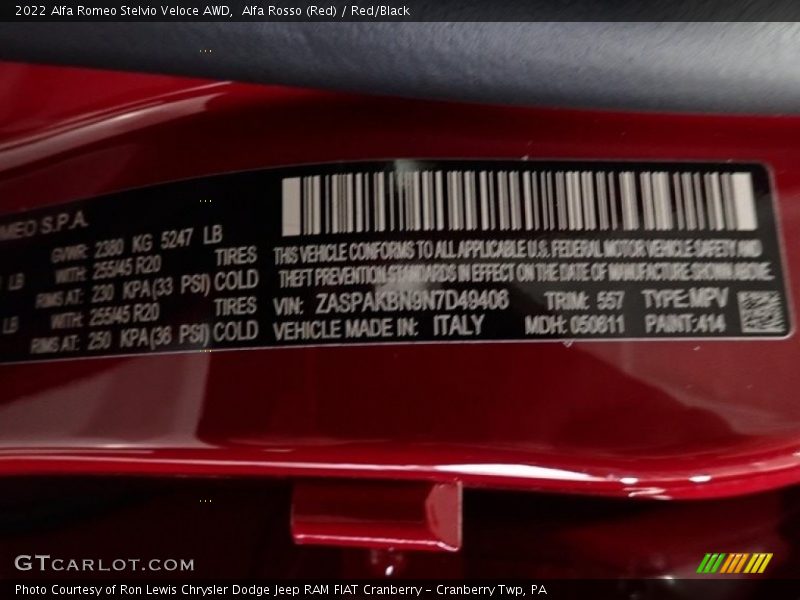 2022 Alfa Romeo Stelvio Veloce AWD, Alfa Rosso (Red) / Red/Black
MEO S.P.A.
GVWR: 2380 KG 5247 LB
LB WITH: 255/45 R20 TIRES
RIMS AT: 230 KPA(33 PSI) COLD
LB WITH: 255/45 R20 TIRES
RIMS AT: 250 KPA(36 PSI) COLD
THIS VEHICLE CONFORMS TO ALL APPLICABLE U.S. FEDERAL MOTOR VEHICLE SAFETY AND
THEFT PREVENTION STANDARDS IN EFFECT ON THE DATE OF MANUFACTURE SHOWN ABOVE.
VIN: ZASPAKBN9N7D49406 TRIM: 557 TYPE:MPV
VEHICLE MADE IN: ITALY MDH: 050811 PAINT:414
GTCARLOT.COM
Photo Courtesy of Ron Lewis Chrysler Dodge Jeep RAM FIAT Cranberry - Cranberry Twp, PA